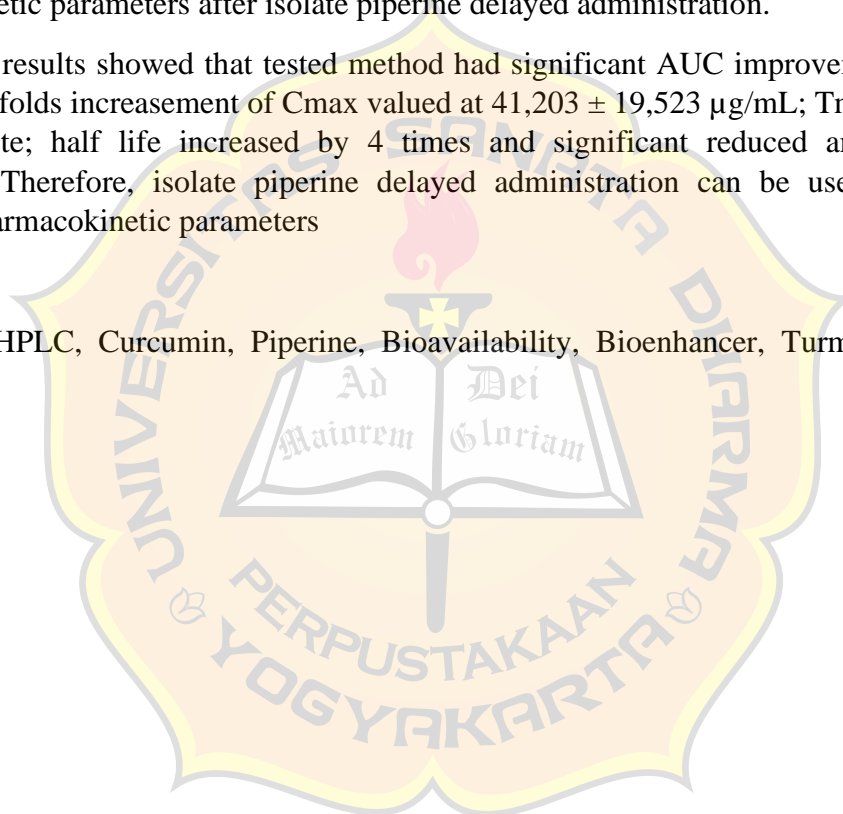 etic parameters after isolate piperine delayed administration.
results showed that tested method had significant AUC improve
folds increasement of Cmax valued at 41,203 ± 19,523 µg/mL;
te; half life increased by 4 times and significant reduced
Therefore, isolate piperine delayed administration can be
armacokinetic parameters
HPLC, Curcumin, Piperine, Bioavailability, Bioenhancer,
UNIVERSITAS SANATA DHARMA
Ad Dei
Maiorem Gloriam
PERPUSTAKAAN
YOGYAKARTA